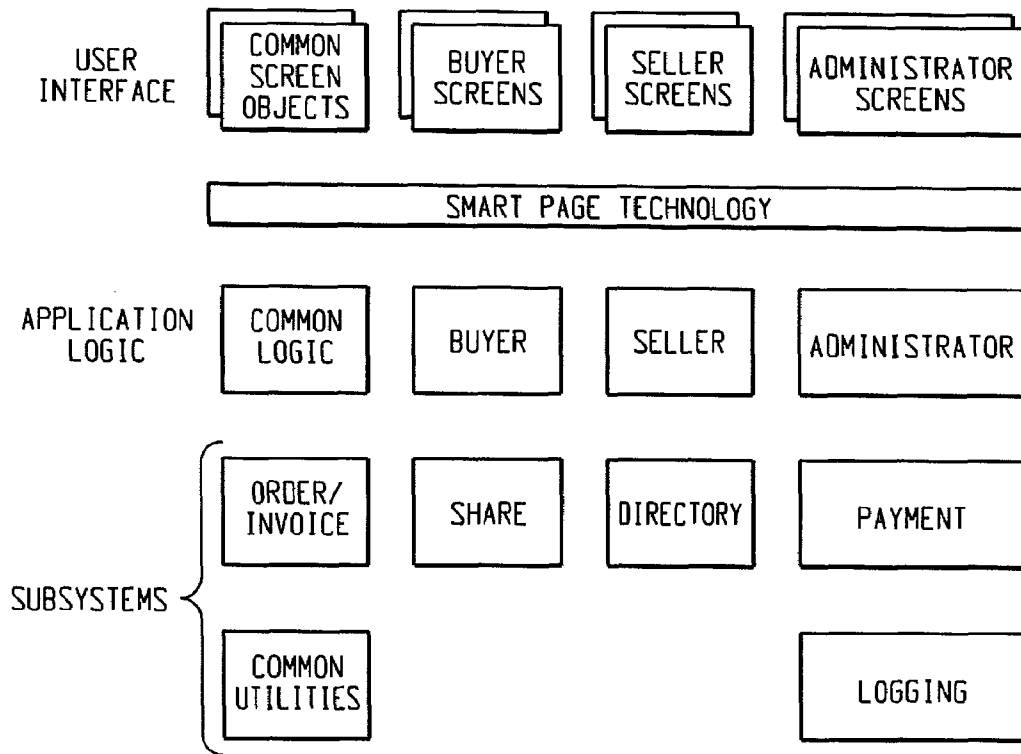 USER
INTERFACE
COMMON
SCREEN
OBJECTS
BUYER
SCREENS
SELLER
SCREENS
ADMINISTRATOR
SCREENS
SMART PAGE TECHNOLOGY
APPLICATION
LOGIC
COMMON
LOGIC
BUYER
SELLER
ADMINISTRATOR
SUBSYSTEMS
ORDER/
INVOICE
SHARE
DIRECTORY
PAYMENT
COMMON
UTILITIES
LOGGING